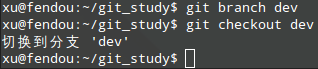 xu@fendou:~/git_study$ git branch dev
xu@fendou:~/git_study$ git checkout dev
切换到分支 'dev'
xu@fendou:~/git_study$